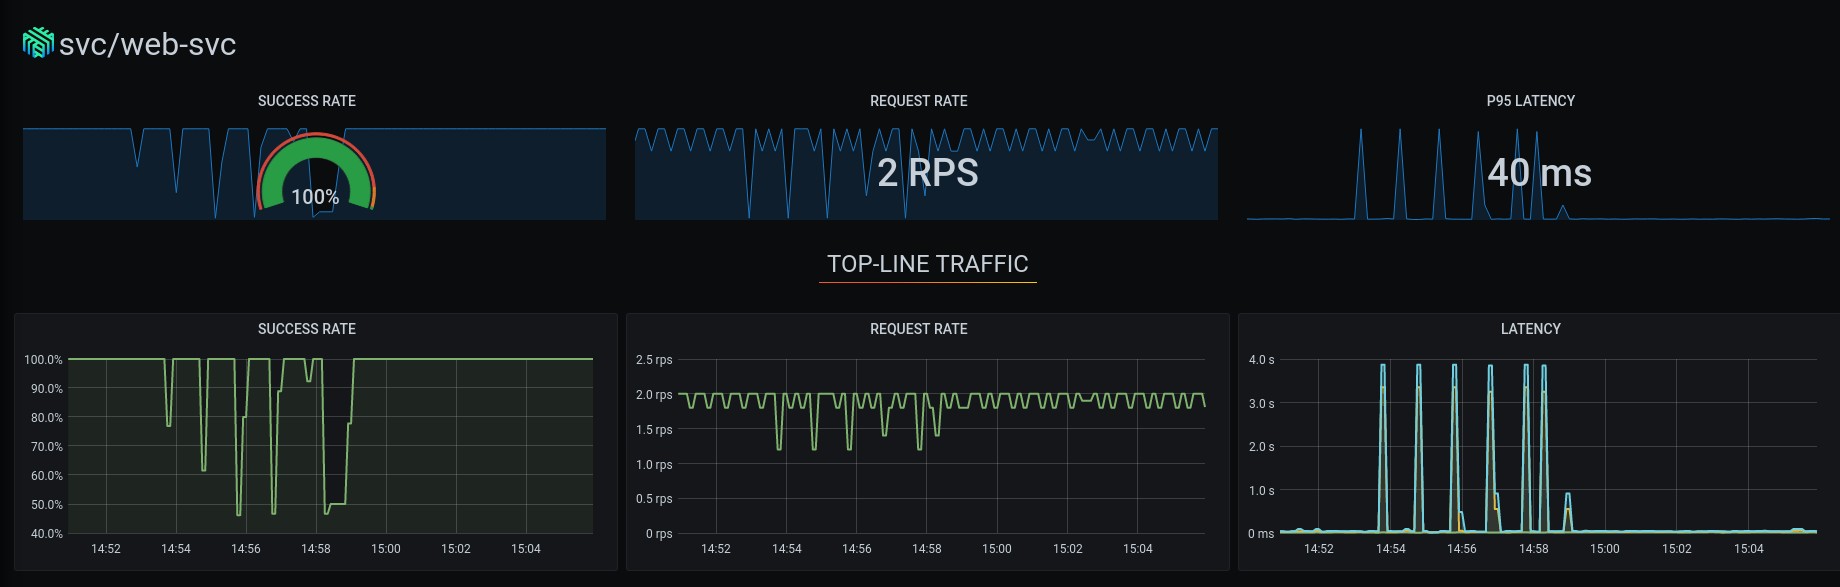 svc/web-svc
SUCCESS RATE
REQUEST RATE
P95 LATENCY
100%
2 RPS
40 ms
TOP-LINE TRAFFIC
SUCCESS RATE
100.0%
90.0%
80.0%
70.0%
60.0%
50.0%
40.0%
14:52 14:54 14:56 14:58 15:00 15:02 15:04
REQUEST RATE
2.5 rps
2.0 rps
1.5 rps
1.0 rps
0.5 rps
0 rps
14:52 14:54 14:56 14:58 15:00 15:02 15:04
LATENCY
4.0 s
3.0 s
2.0 s
1.0 s
0 ms
14:52 14:54 14:56 14:58 15:00 15:02 15:04